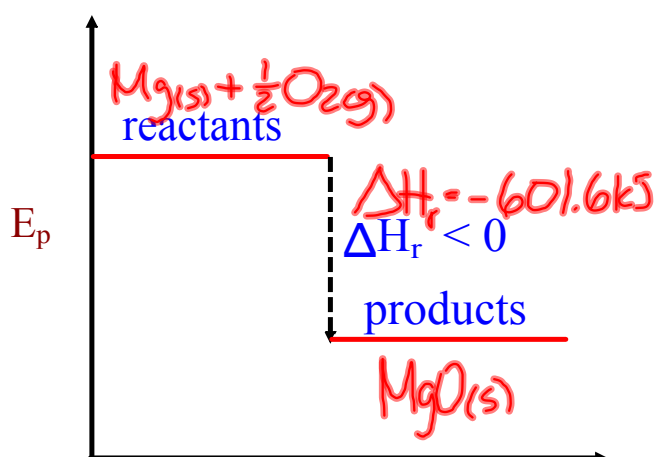 Mg(s) + ½O2(g)
reactants
ΔHr = -601.6kJ
Ep
ΔHr < 0
products
MgO(s)